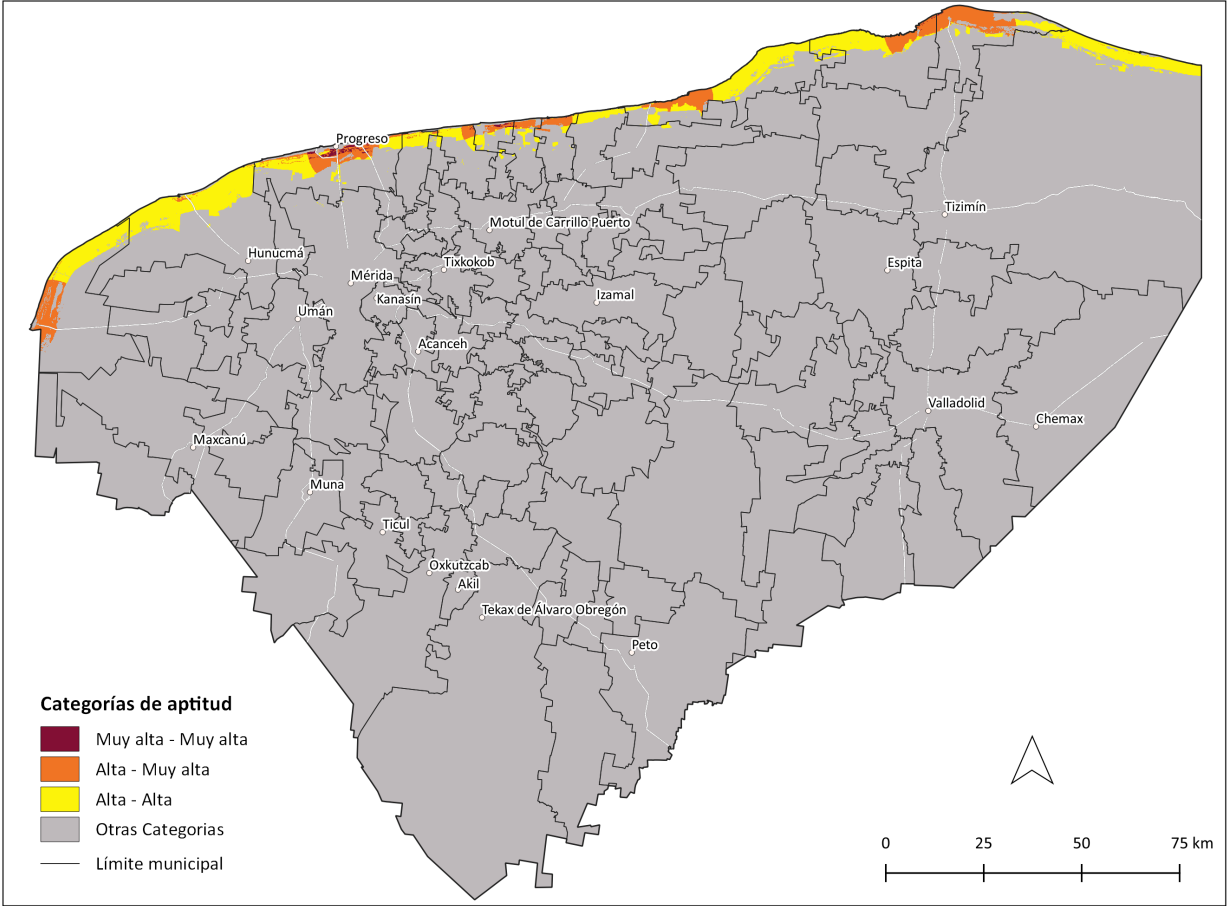 Progreso
Motul de Carrillo Puerto
Tizimín
Hunucmá
Tixkokob
Espita
Mérida
Kanasín
Izamal
Umán
Acanceh
Valladolid
Chemax
Maxcanú
Muna
Ticul
Oxkutzcab
Akil
Tekax de Álvaro Obregón
Peto
Categorías de aptitud
Muy alta - Muy alta
Alta - Muy alta
Alta - Alta
Otras Categorias
Límite municipal
0 25 50 75 km